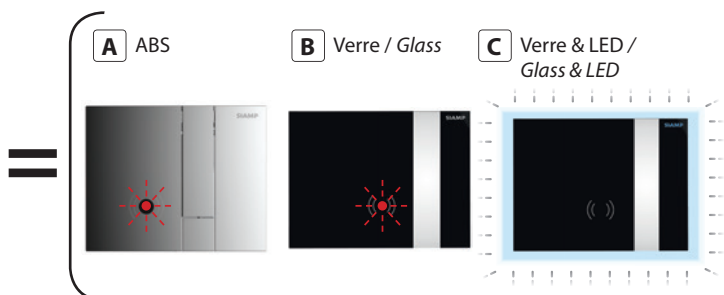 A ABS
B Verre / Glass
C Verre & LED /
Glass & LED
SIAMP
SIAMP
SIAMP